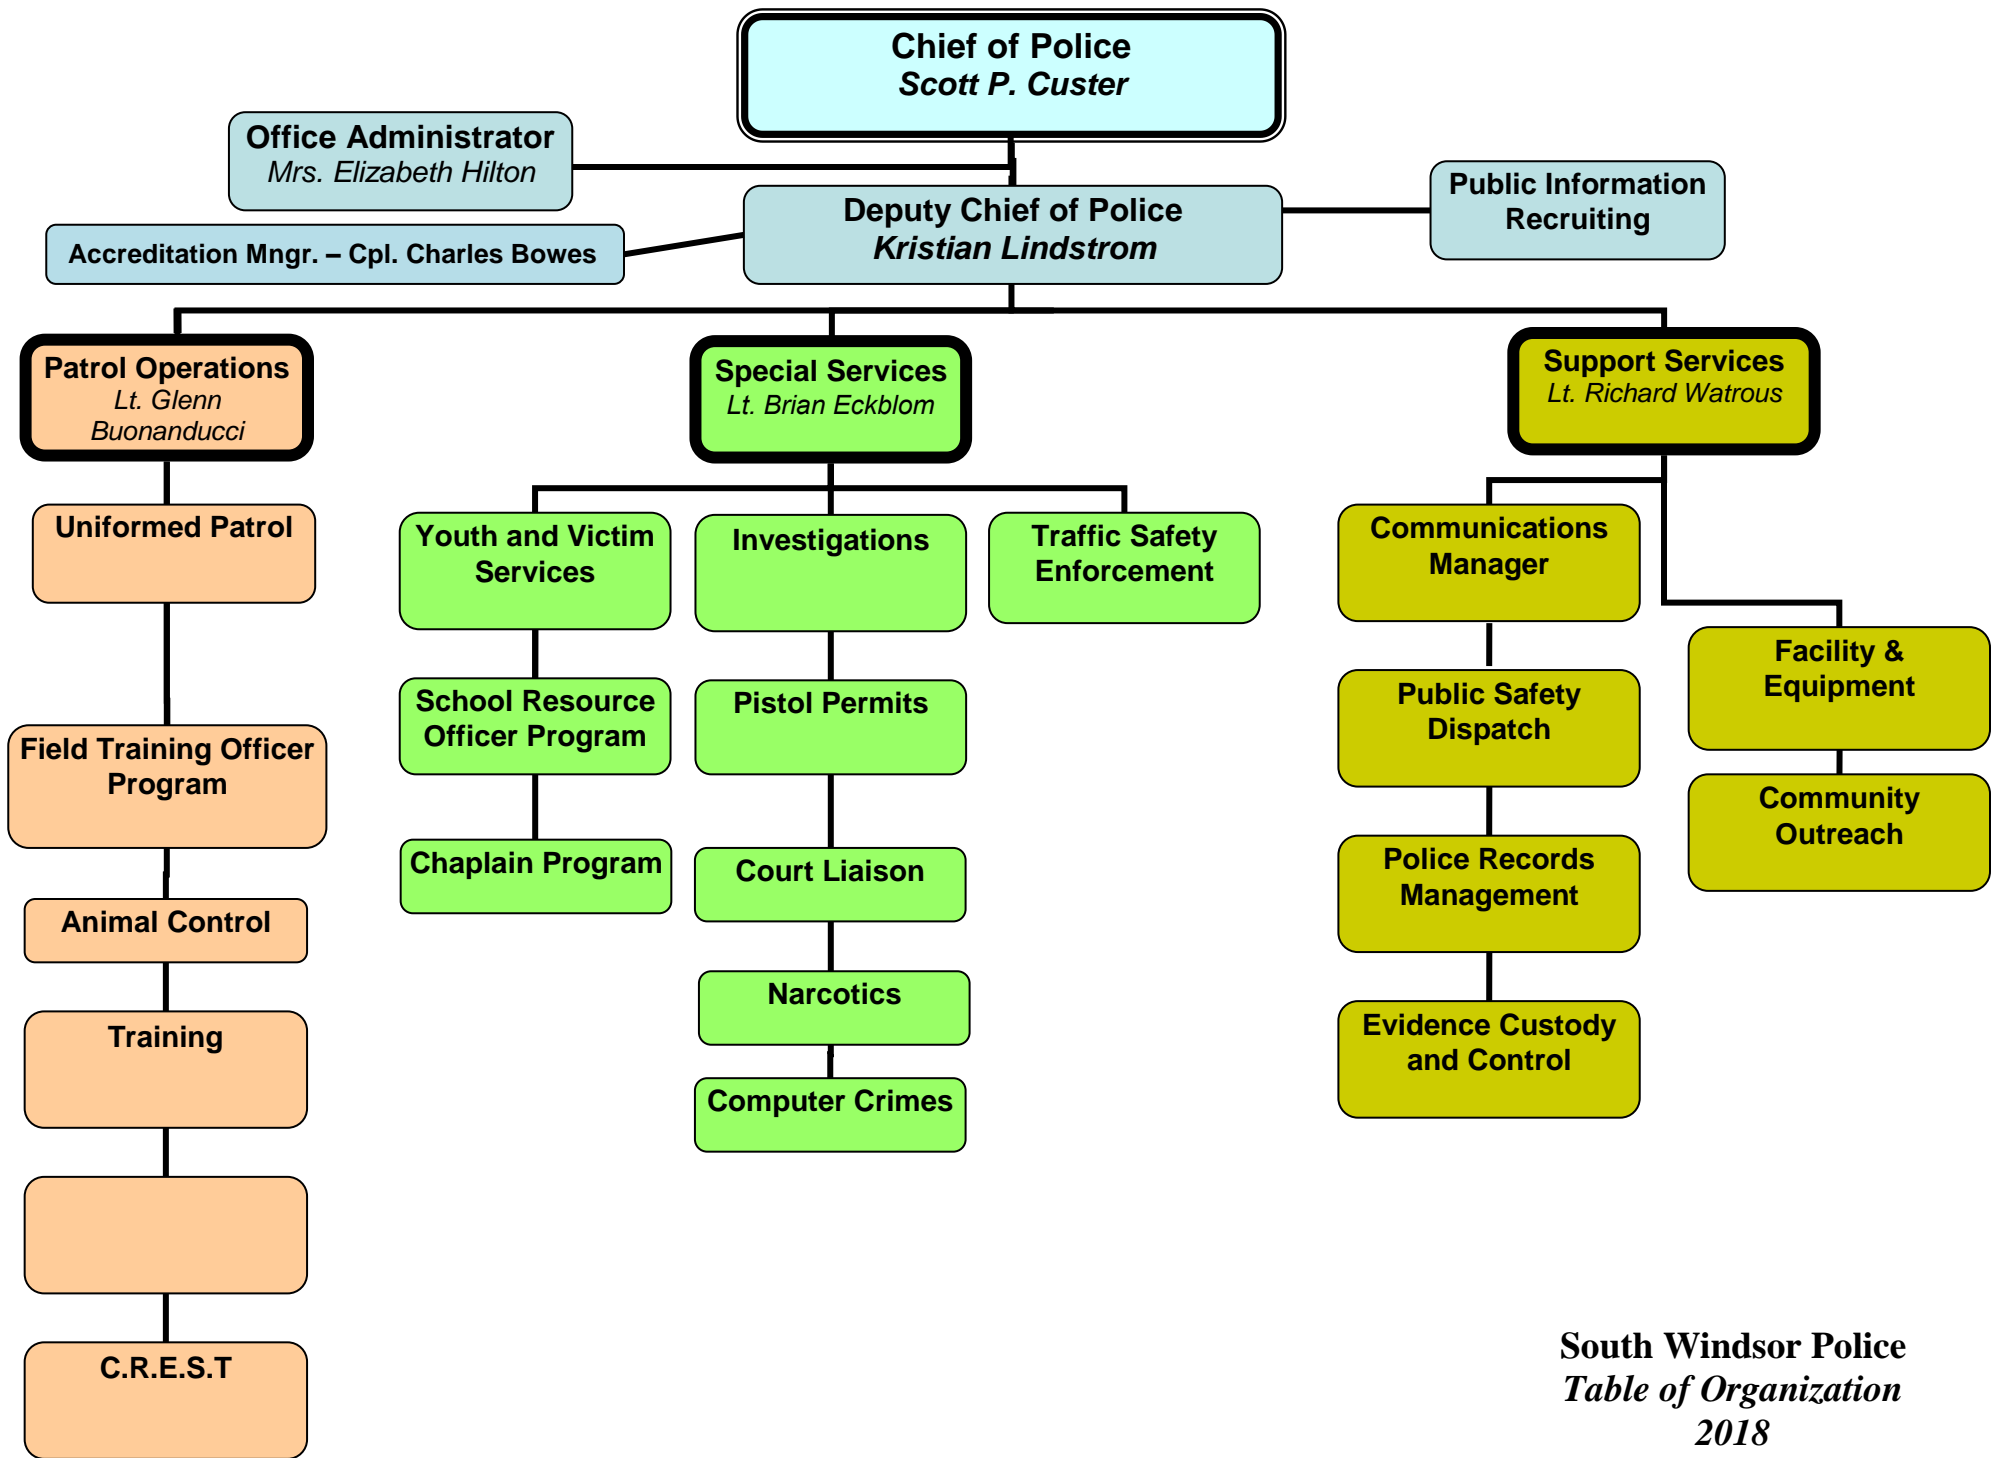 Chief of Police
Scott P. Custer
Office Administrator
Mrs. Elizabeth Hilton
Public Information
Recruiting
Deputy Chief of Police
Kristian Lindstrom
Accreditation Mngr. – Cpl. Charles Bowes
Patrol Operations
Lt. Glenn
Buonanducci
Special Services
Lt. Brian Eckblom
Support Services
Lt. Richard Watrous
Uniformed Patrol
Field Training Officer
Program
Animal Control
Training
C.R.E.S.T
Youth and Victim
Services
School Resource
Officer Program
Chaplain Program
Investigations
Pistol Permits
Court Liaison
Narcotics
Computer Crimes
Traffic Safety
Enforcement
Communications
Manager
Public Safety
Dispatch
Police Records
Management
Evidence Custody
and Control
Facility &
Equipment
Community
Outreach
South Windsor Police
Table of Organization
2018